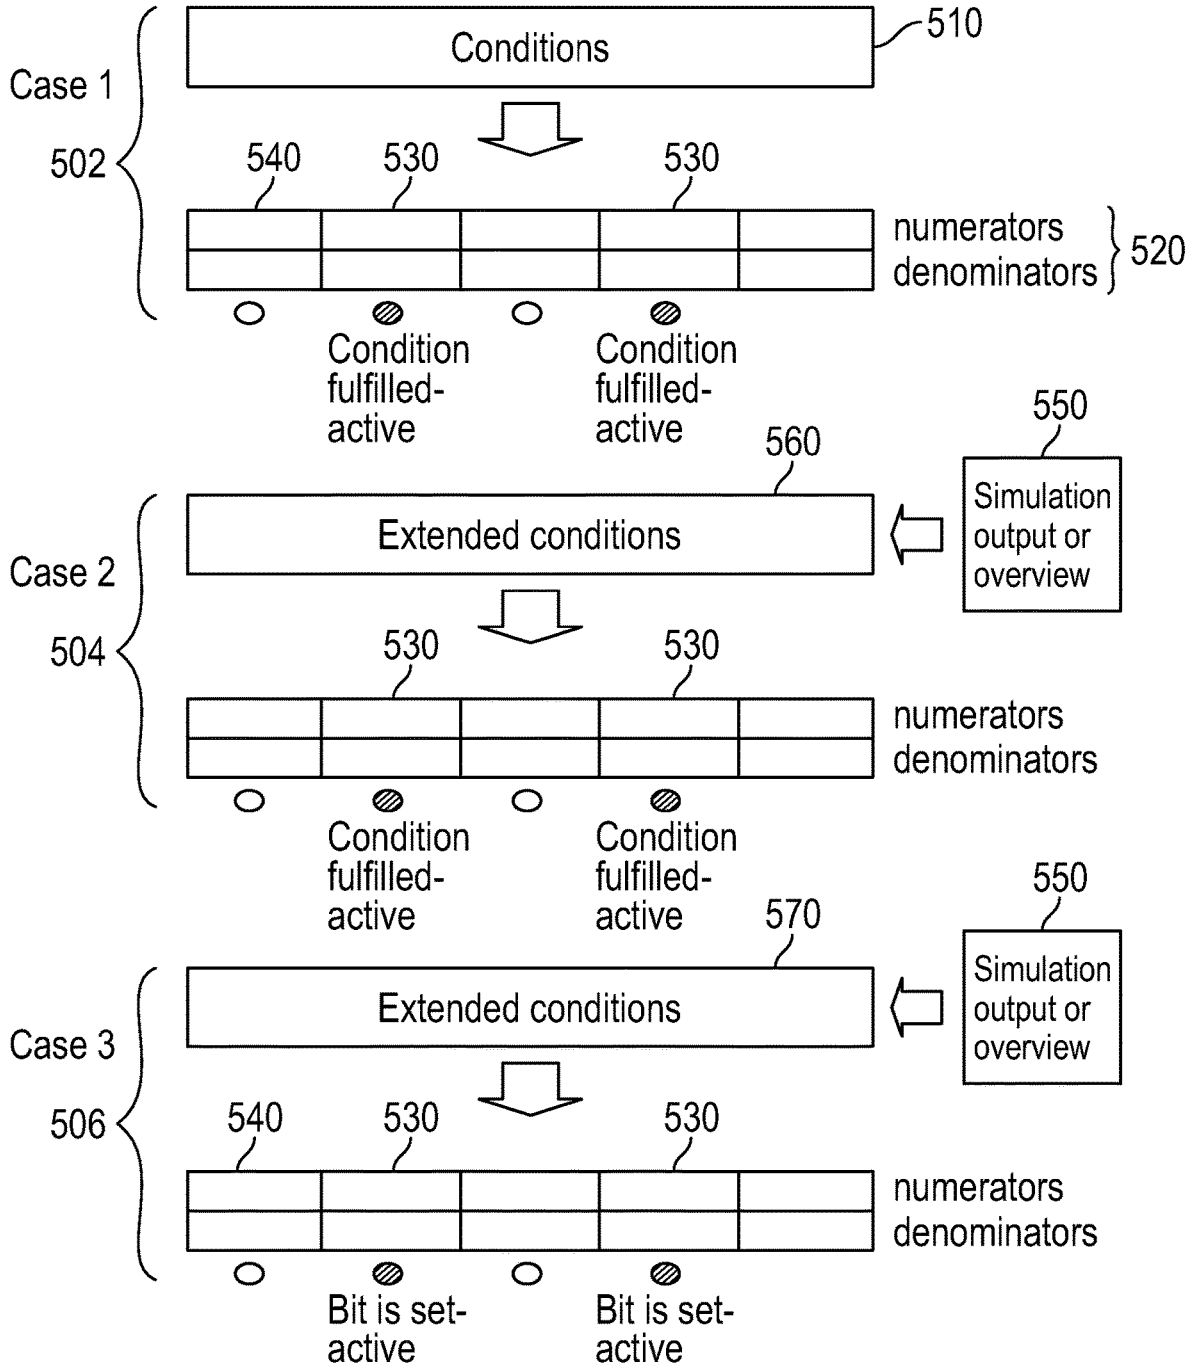 Conditions
510
Case 1
502
540
530
530
numerators
denominators
520
Condition
fulfilled-
active
Condition
fulfilled-
active
550
560
Simulation
output or
overview
Extended conditions
Case 2
504
530
530
numerators
denominators
Condition
fulfilled-
active
Condition
fulfilled-
active
550
570
Simulation
output or
overview
Extended conditions
Case 3
506
540
530
530
numerators
denominators
Bit is set-
active
Bit is set-
active